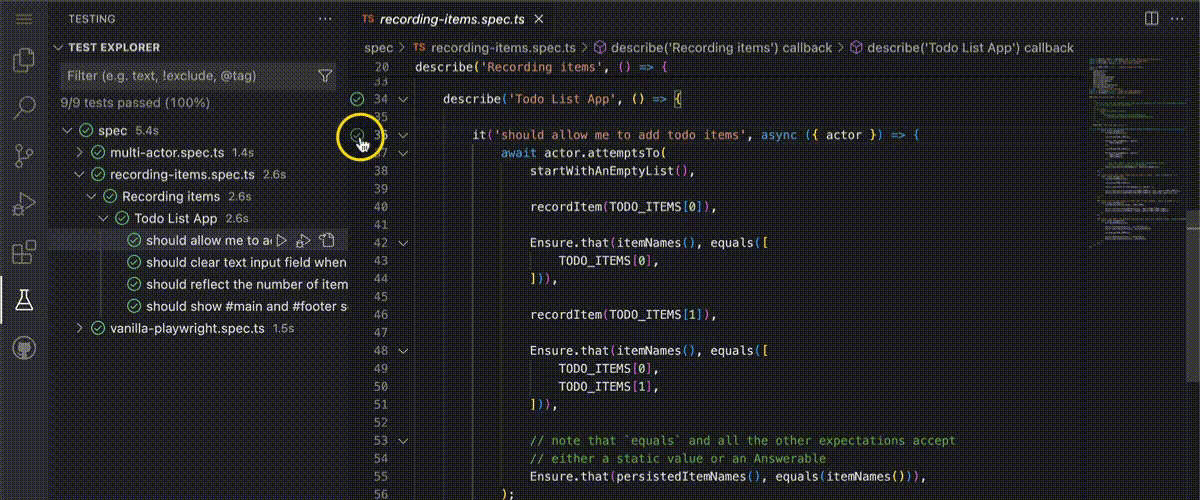 TESTING
TEST EXPLORER
Filter (e.g. text, !exclude, @tag)
9/9 tests passed (100%)
spec 5.4s
multi-actor.spec.ts 1.4s
recording-items.spec.ts 2.6s
Recording items 2.6s
Todo List App 2.6s
should allow me to a
should clear text input field when
should reflect the number of item
should show #main and #footer s
vanilla-playwright.spec.ts 1.5s
TS recording-items.spec.ts
spec > TS recording-items.spec.ts > describe('Recording items') callback > describe('Todo List App') callback
20 describe('Recording items', () => {
33
34 describe('Todo List App', () => {
35
36 it('should allow me to add todo items', async ({ actor }) => {
37 await actor.attemptsTo(
38 startWithAnEmptyList(),
39
40 recordItem(TODO_ITEMS[0]),
41
42 Ensure.that(itemNames(), equals([
43 TODO_ITEMS[0],
44 ])),
45
46 recordItem(TODO_ITEMS[1]),
47
48 Ensure.that(itemNames(), equals([
49 TODO_ITEMS[0],
50 TODO_ITEMS[1],
51 ])),
52
53 // note that `equals` and all the other expectations accept
54 // either a static value or an Answerable
55 Ensure.that(persistedItemNames(), equals(itemNames())),
56 );